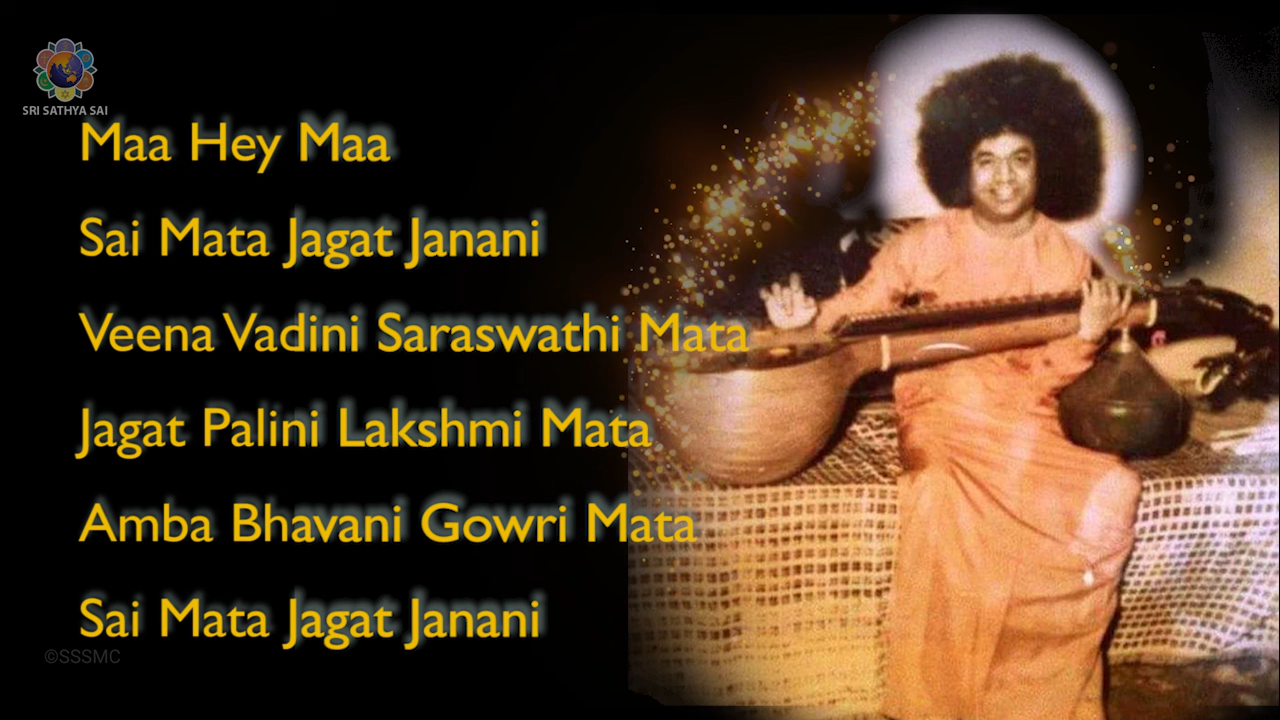 SRI SATHYA SAI
Maa Hey Maa
Sai Mata Jagat Janani
Veena Vadini Saraswathi Mata
Jagat Palini Lakshmi Mata
Amba Bhavani Gowri Mata
Sai Mata Jagat Janani
©SSSMC